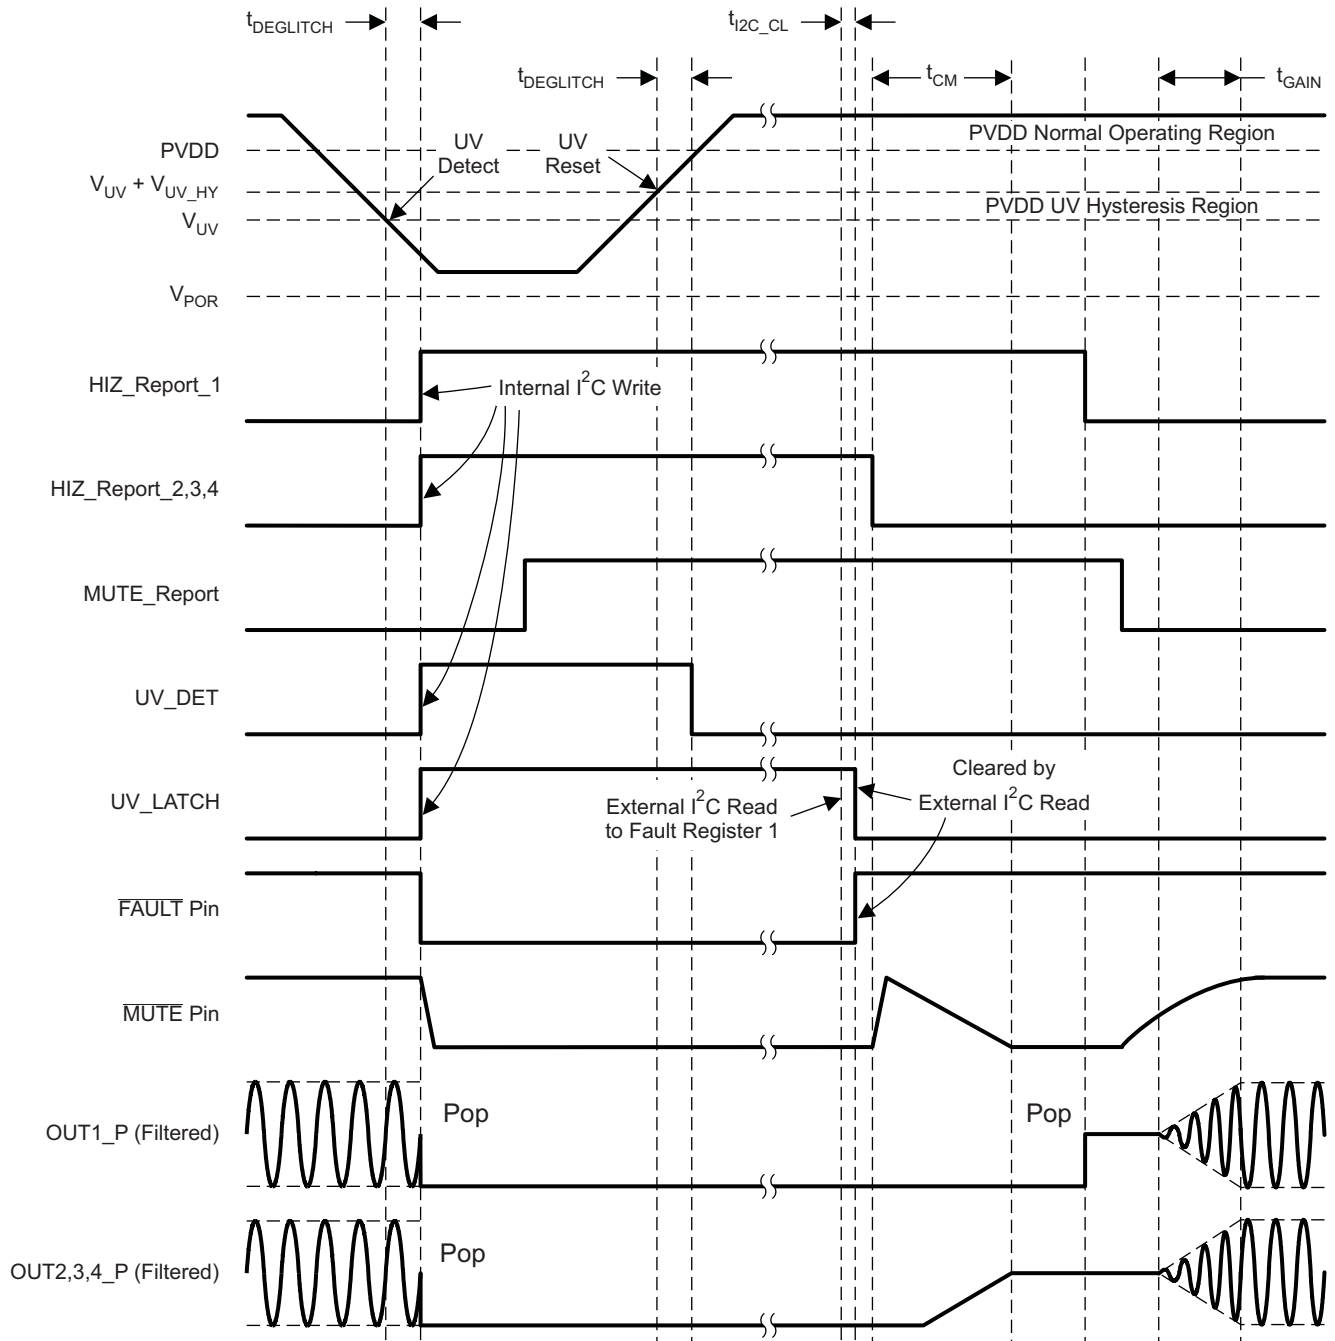 tDEGLITCH
tI2C_CL
tDEGLITCH
tCM
tGAIN
PVDD Normal Operating Region
PVDD
UV
Detect
UV
Reset
VUV + VUV_HY
PVDD UV Hysteresis Region
VUV
VPOR
HIZ_Report_1
Internal I2C Write
HIZ_Report_2,3,4
MUTE_Report
UV_DET
UV_LATCH
External I2C Read
to Fault Register 1
Cleared by
External I2C Read
FAULT Pin
MUTE Pin
Pop
Pop
OUT1_P (Filtered)
Pop
OUT2,3,4_P (Filtered)